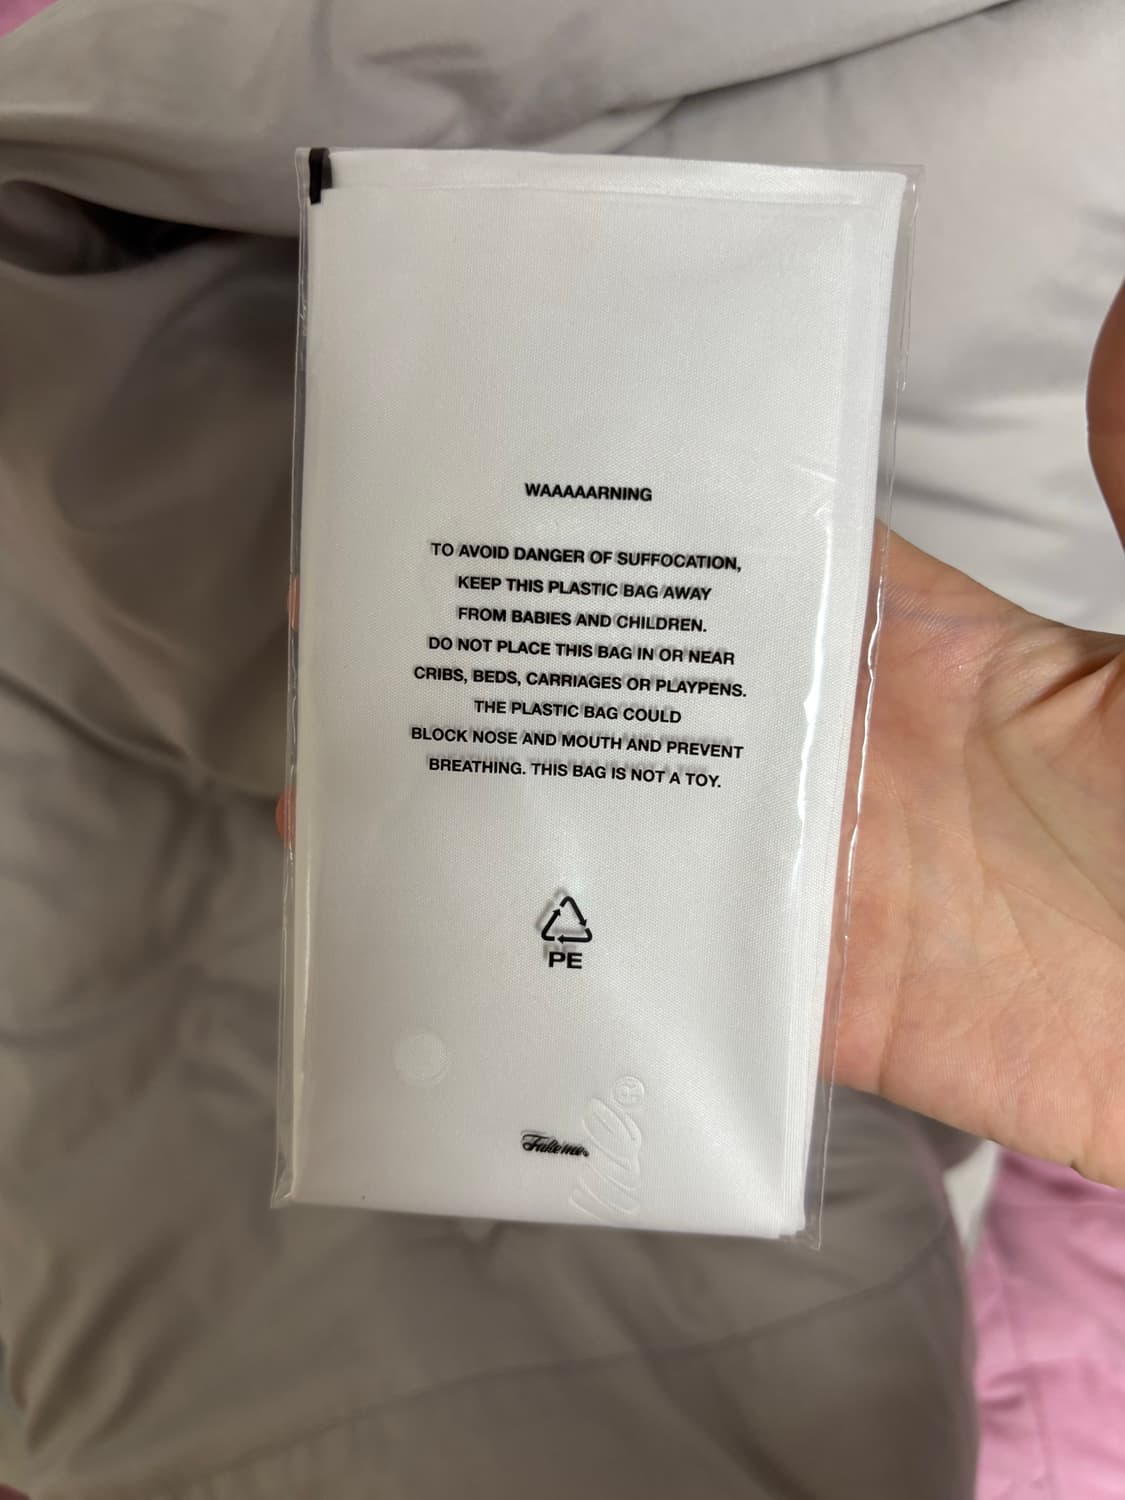 WAAAAARNING
TO AVOID DANGER OF SUFFOCATION,
KEEP THIS PLASTIC BAG AWAY
FROM BABIES AND CHILDREN.
DO NOT PLACE THIS BAG IN OR NEAR
CRIBS, BEDS, CARRIAGES OR PLAYPENS.
THE PLASTIC BAG COULD
BLOCK NOSE AND MOUTH AND PREVENT
BREATHING. THIS BAG IS NOT A TOY.
PE
®